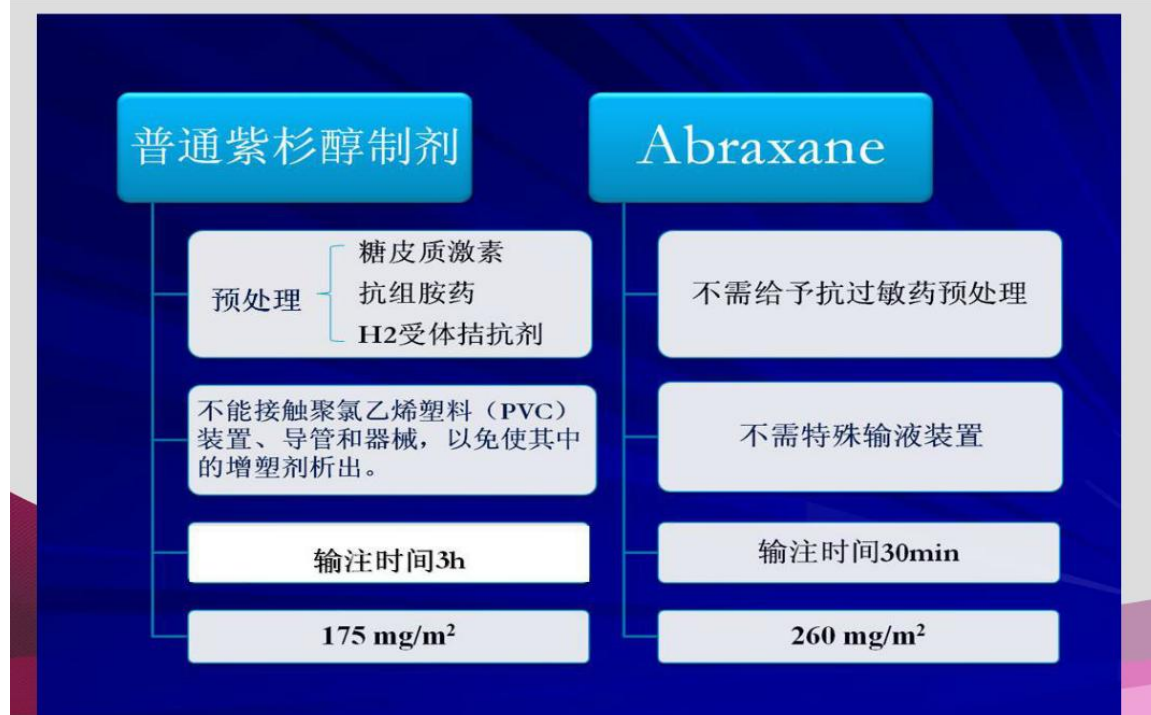 普通紫杉醇制剂
预处理
糖皮质激素
抗组胺药
H2受体拮抗剂
不能接触聚氯乙烯塑料（PVC）
装置、导管和器械，以免使其中
的增塑剂析出。
输注时间3h
175 mg/m²
Abraxane
不需给予抗过敏药预处理
不需特殊输液装置
输注时间30min
260 mg/m²